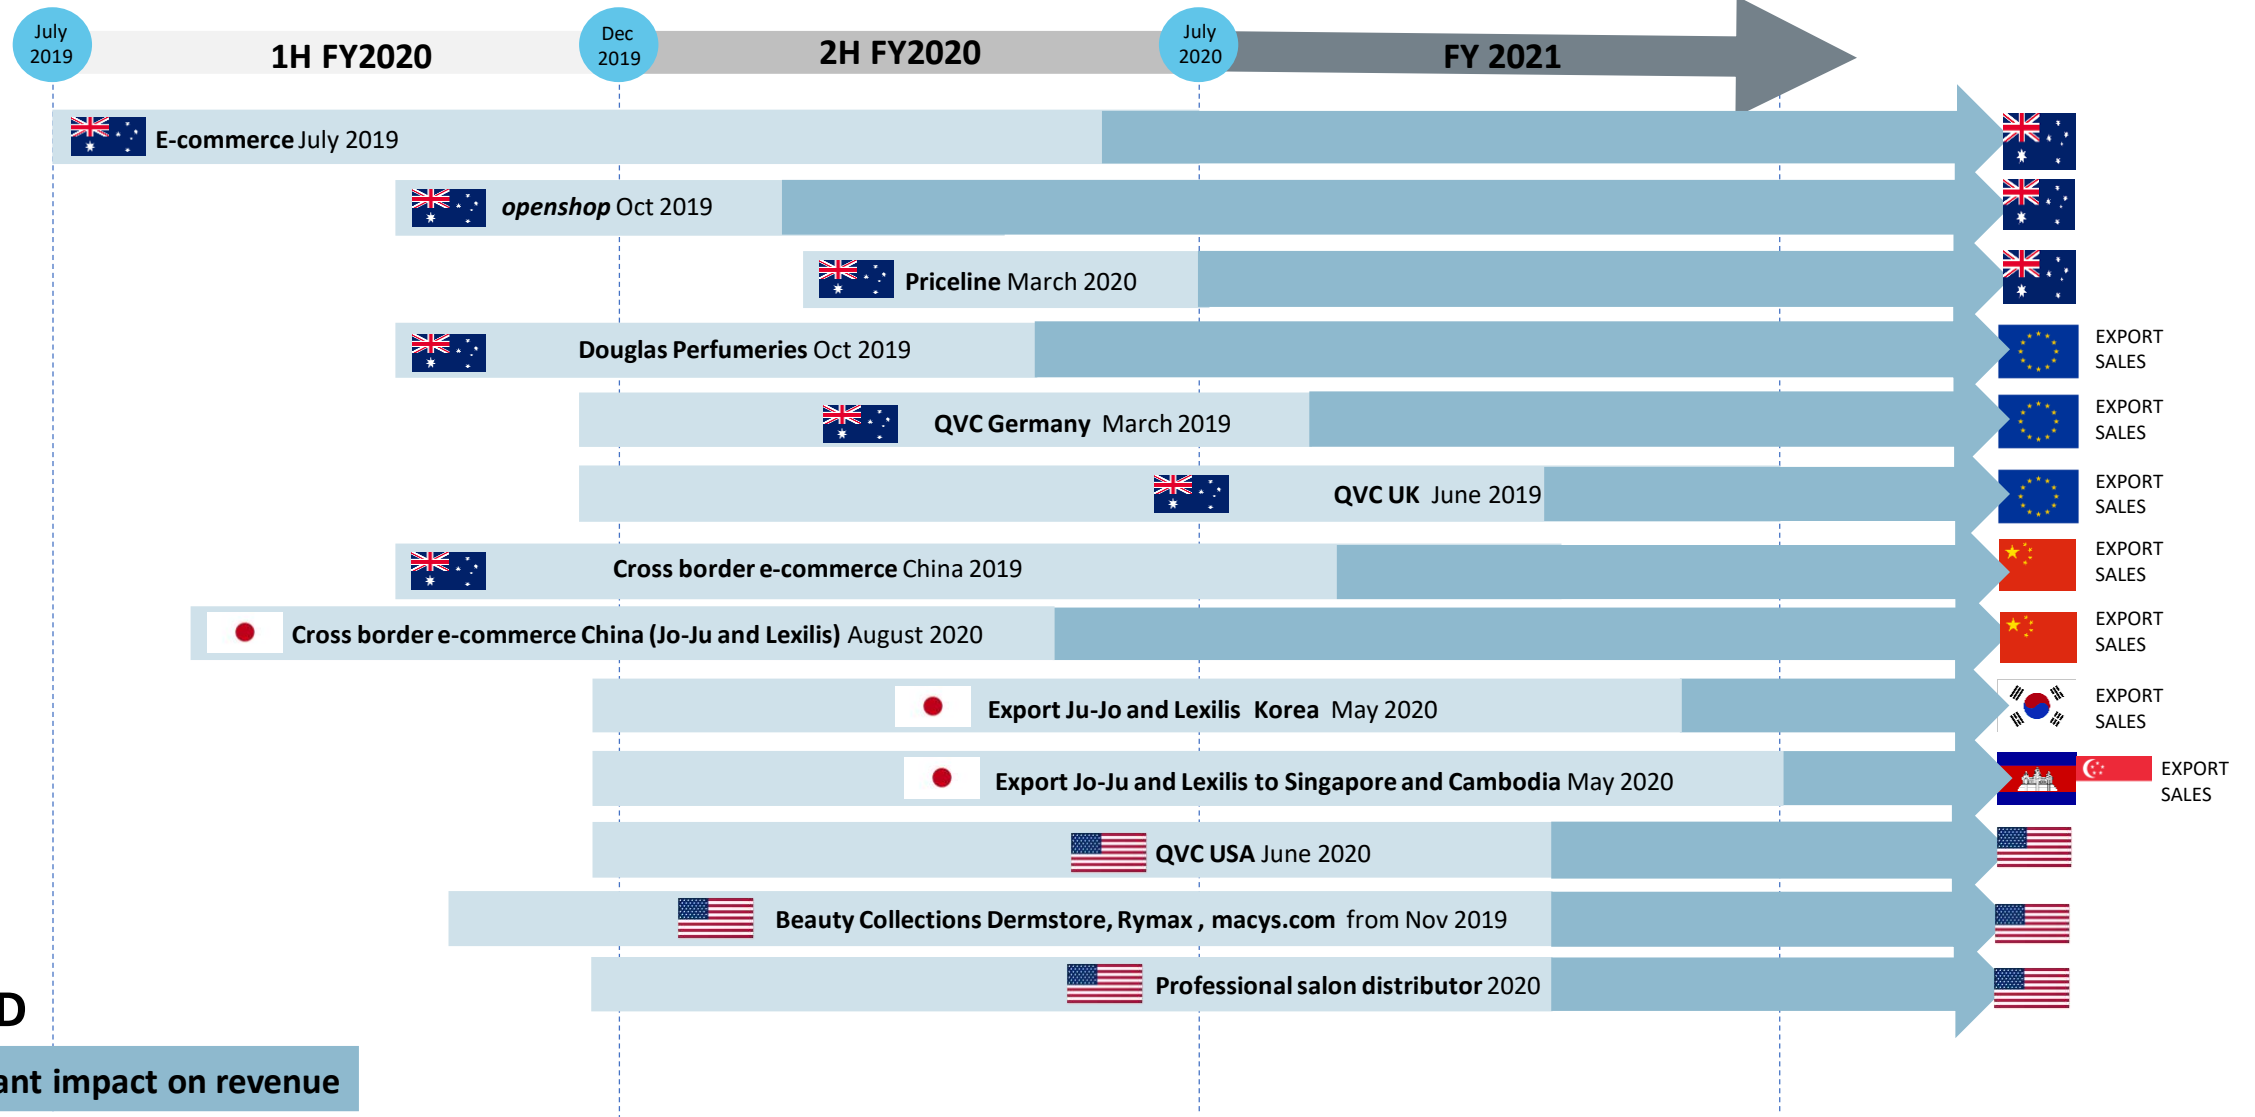 July
2019
1H FY2020
Dec
2019
2H FY2020
July
2020
FY 2021
E-commerce July 2019
openshop Oct 2019
Priceline March 2020
Douglas Perfumeries Oct 2019
EXPORT
SALES
QVC Germany March 2019
EXPORT
SALES
QVC UK June 2019
EXPORT
SALES
Cross border e-commerce China 2019
EXPORT
SALES
Cross border e-commerce China (Jo-Ju and Lexilis) August 2020
EXPORT
SALES
Export Ju-Jo and Lexilis Korea May 2020
EXPORT
SALES
Export Jo-Ju and Lexilis to Singapore and Cambodia May 2020
EXPORT
SALES
QVC USA June 2020
Beauty Collections Dermstore, Rymax , macys.com from Nov 2019
Professional salon distributor 2020
D
ant impact on revenue